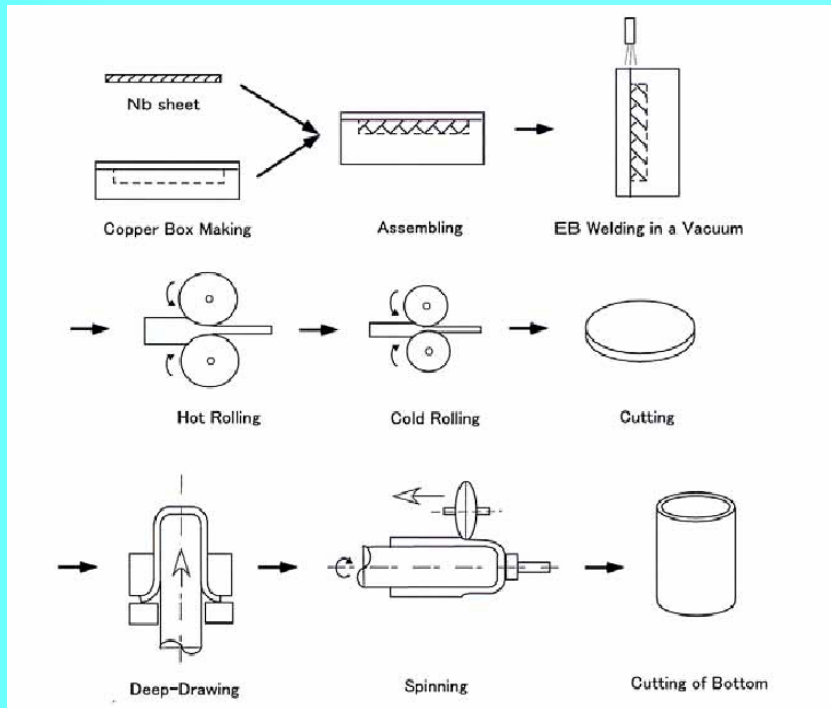 Nb sheet
Copper Box Making
Assembling
EB Welding in a Vacuum
Hot Rolling
Cold Rolling
Cutting
Deep-Drawing
Spinning
Cutting of Bottom